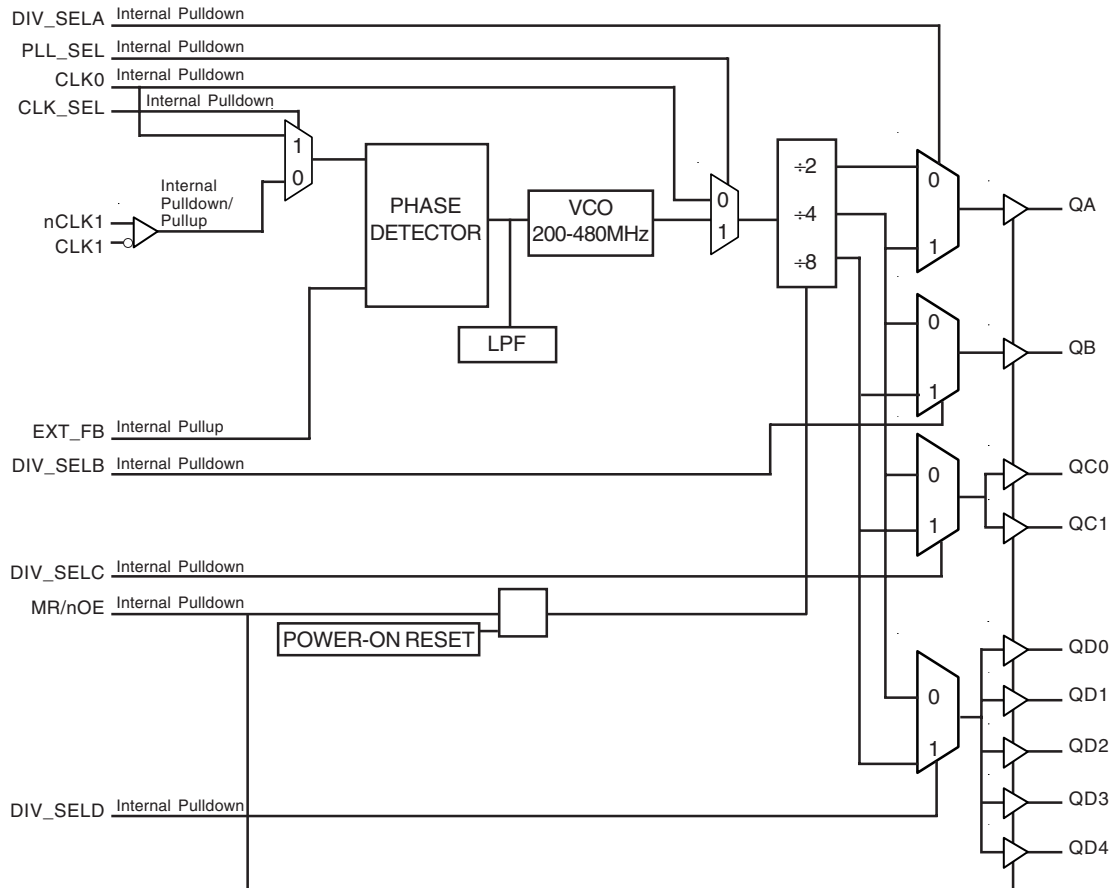 DIV_SELA Internal Pulldown
PLL_SEL Internal Pulldown
CLK0 Internal Pulldown
CLK_SEL Internal Pulldown
1
0
Internal
Pulldown/
Pullup
nCLK1
CLK1
PHASE
DETECTOR
VCO
200-480MHz
LPF
0
1
÷2
÷4
÷8
0
1
QA
0
1
QB
EXT_FB Internal Pullup
DIV_SELB Internal Pulldown
0
1
QC0
QC1
DIV_SELC Internal Pulldown
MR/nOE Internal Pulldown
POWER-ON RESET
0
1
QD0
QD1
QD2
QD3
QD4
DIV_SELD Internal Pulldown